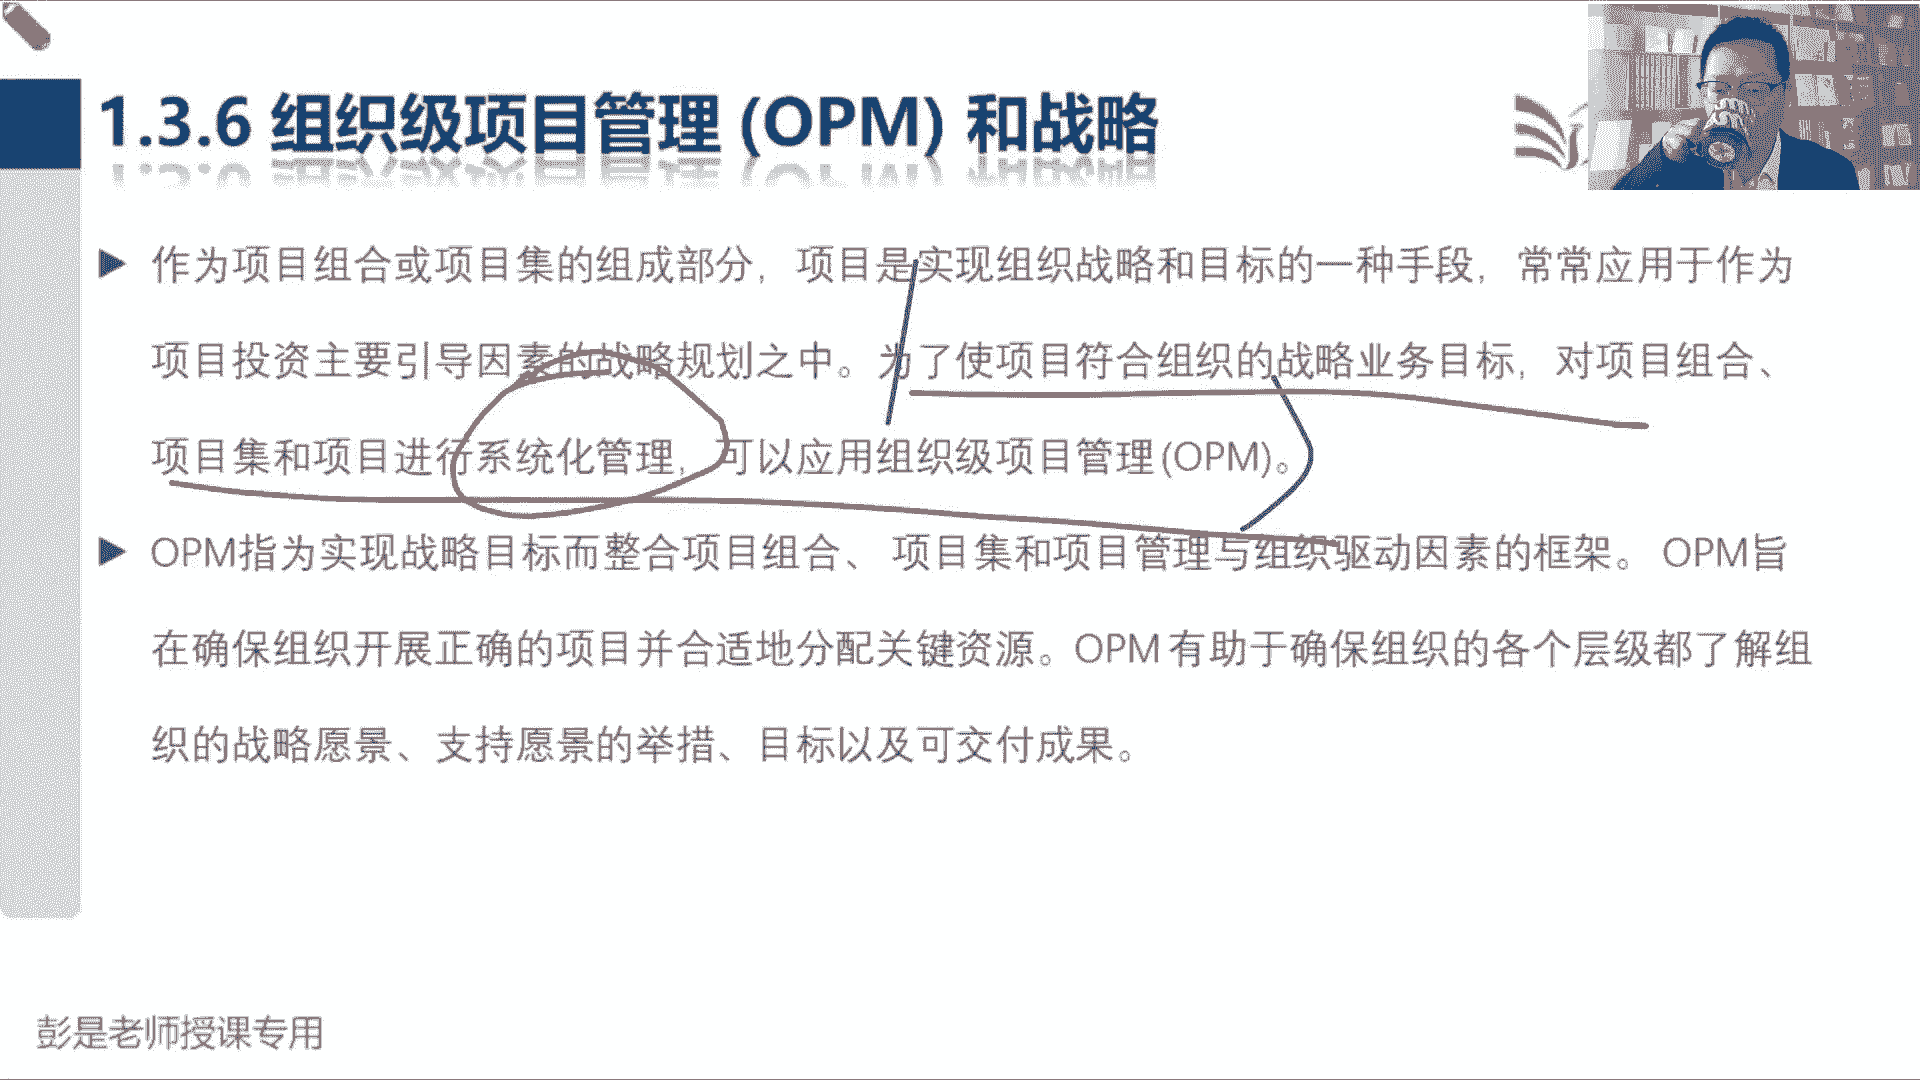 1.3.6 组织级项目管理 (OPM) 和战略
作为项目组合或项目集的组成部分，项目是实现组织战略和目标的一种手段，常常应用于作为
项目投资主要引导因素的战略规划之中。为了使项目符合组织的战略业务目标，对项目组合、
项目集和项目进行系统化管理，可以应用组织级项目管理(OPM)。
OPM指为实现战略目标而整合项目组合、 项目集和项目管理与组织驱动因素的框架。 OPM旨
在确保组织开展正确的项目并合适地分配关键资源。OPM 有助于确保组织的各个层级都了解组
织的战略愿景、支持愿景的举措、目标以及可交付成果。
彭是老师授课专用